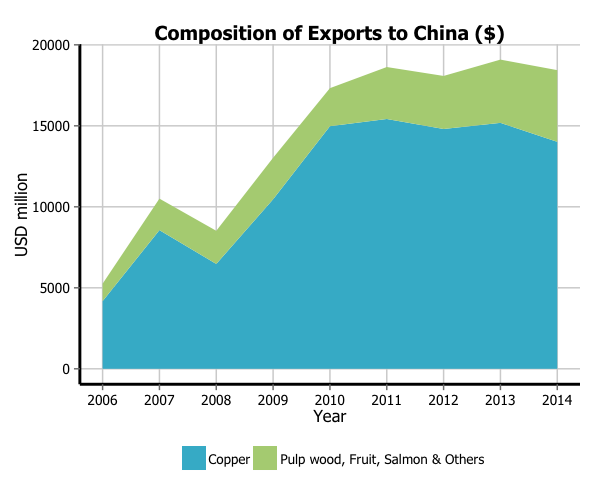 Composition of Exports to China ($)
20000
15000
10000
5000
0
USD million
2006 2007 2008 2009 2010 2011 2012 2013 2014
Year
Copper Pulp wood, Fruit, Salmon & Others